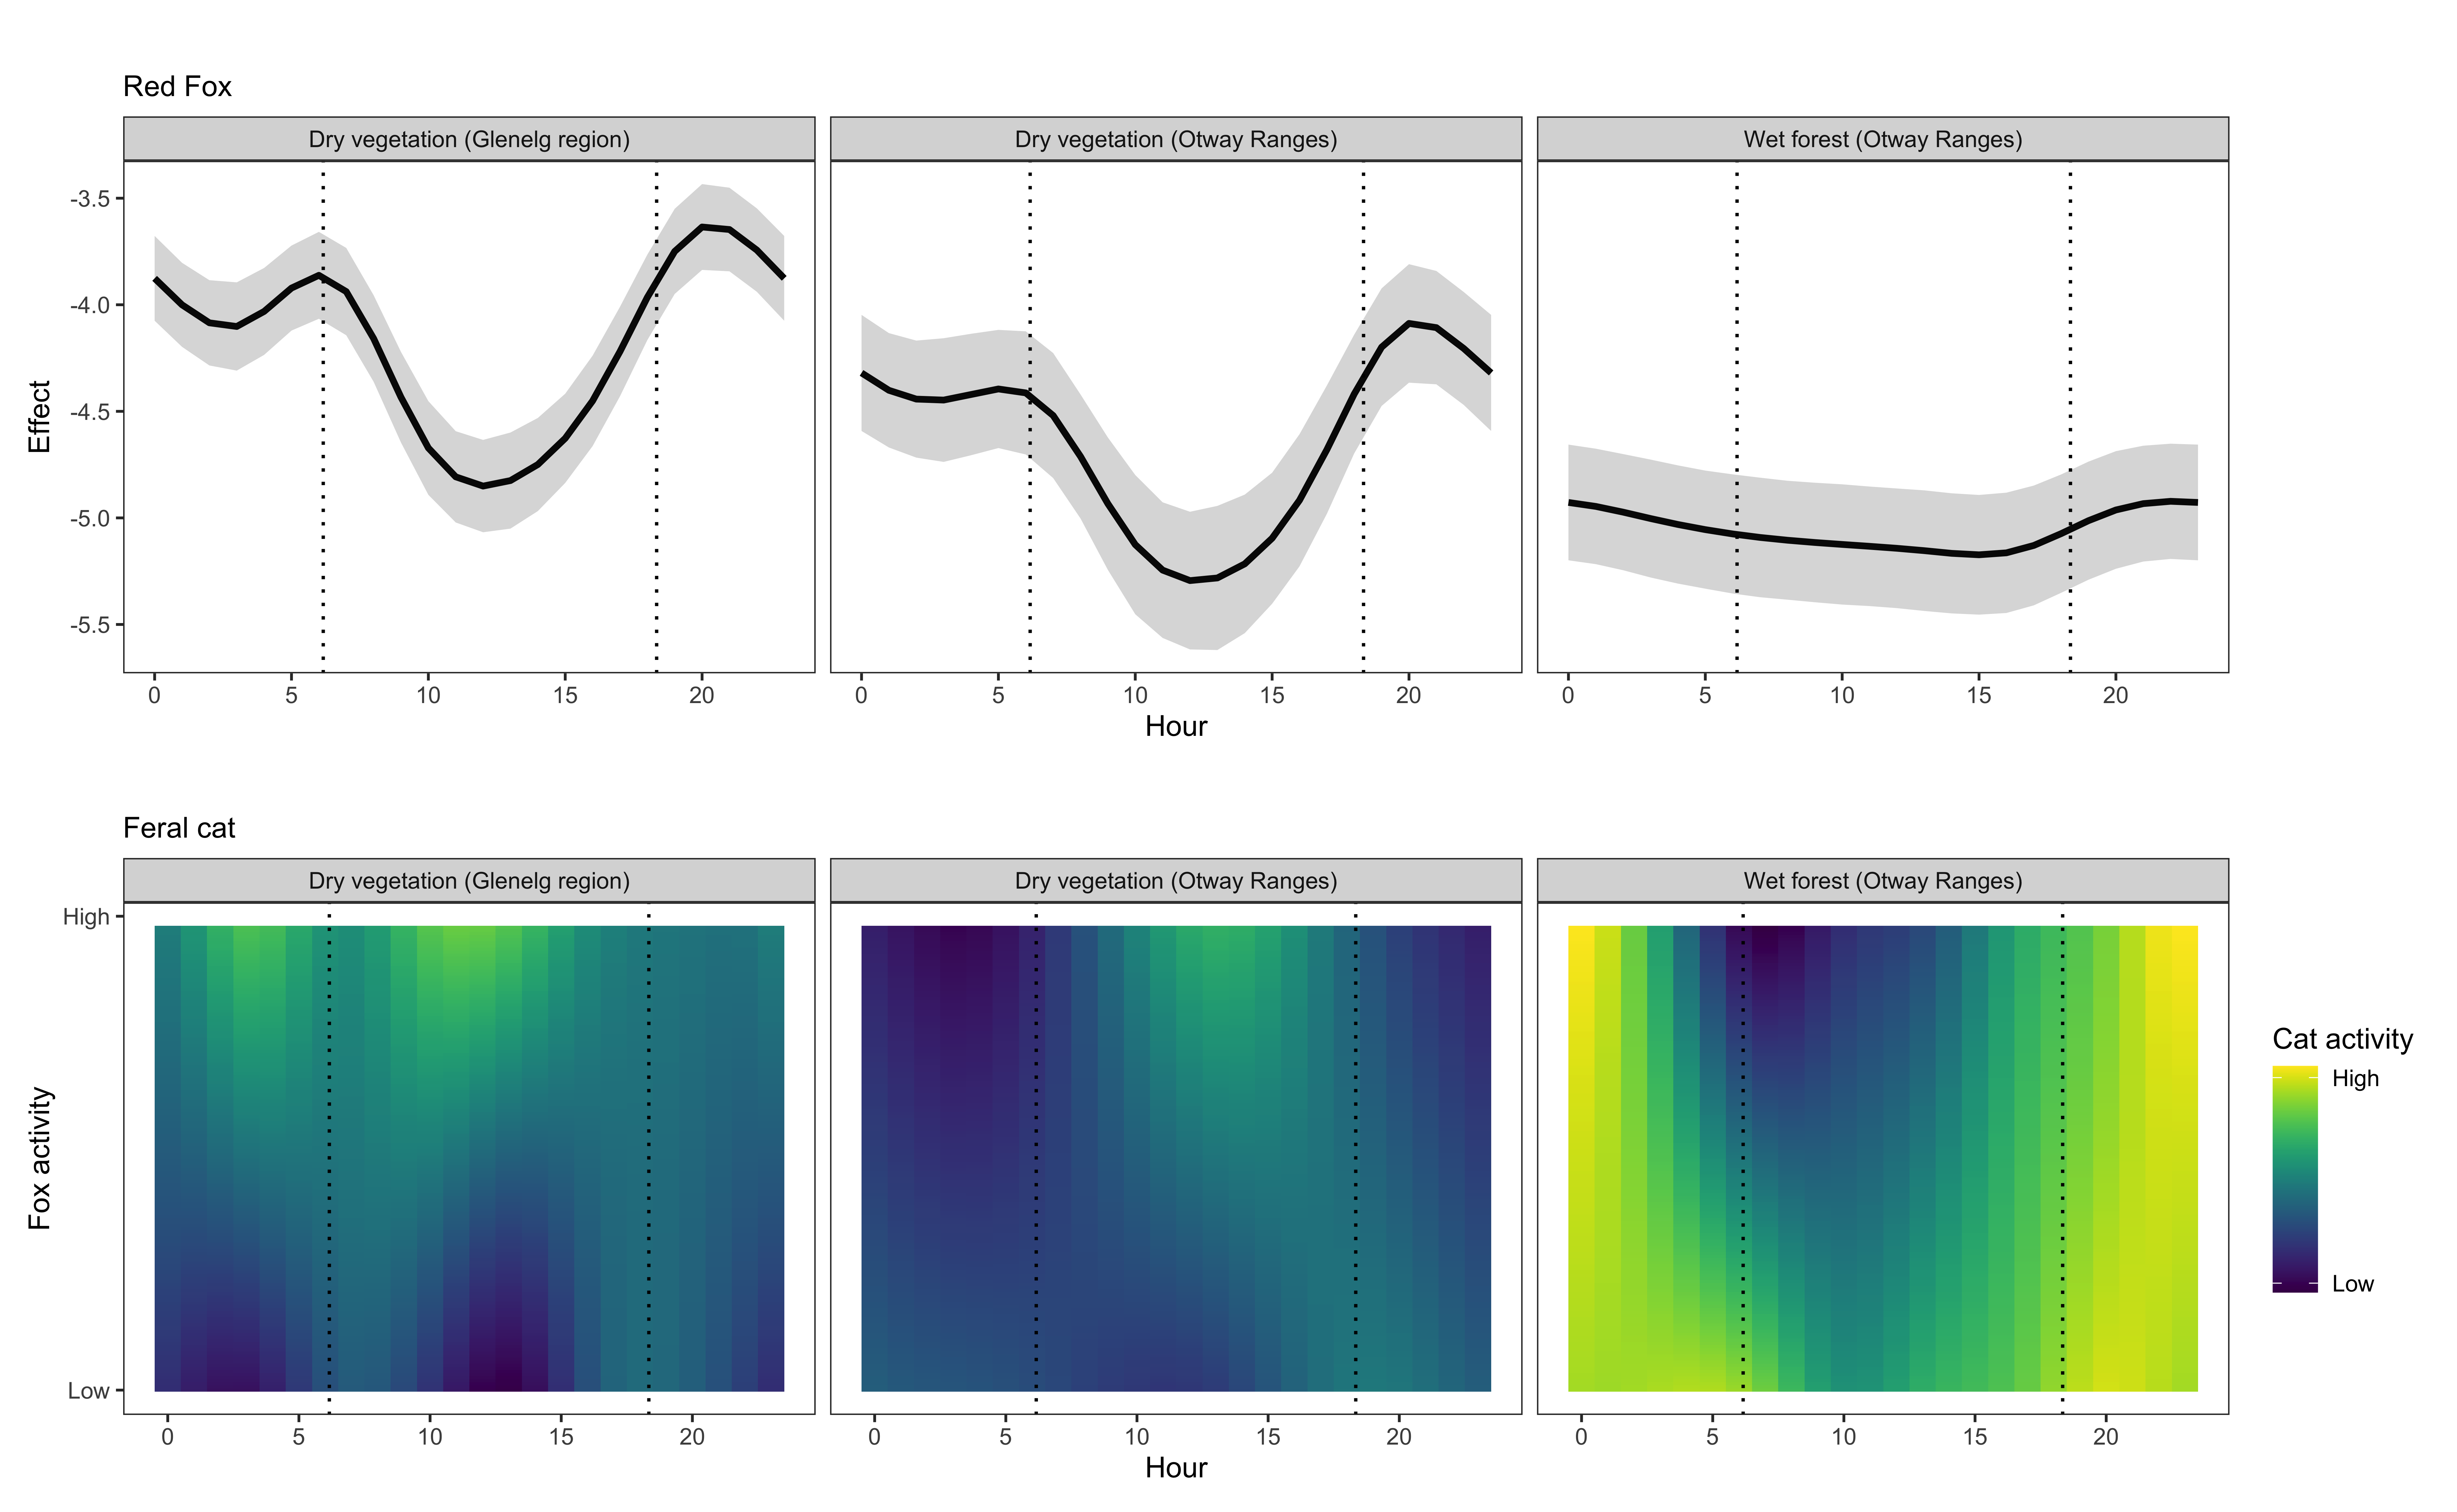 Red Fox
Dry vegetation (Glenelg region)
Dry vegetation (Otway Ranges)
Wet forest (Otway Ranges)
Effect
-3.5
-4.0
-4.5
-5.0
-5.5
0 5 10 15 20
0 5 10 15 20
0 5 10 15 20
Hour
Feral cat
Dry vegetation (Glenelg region)
Dry vegetation (Otway Ranges)
Wet forest (Otway Ranges)
Fox activity
High
Low
0 5 10 15 20
0 5 10 15 20
0 5 10 15 20
Hour
Cat activity
High
Low